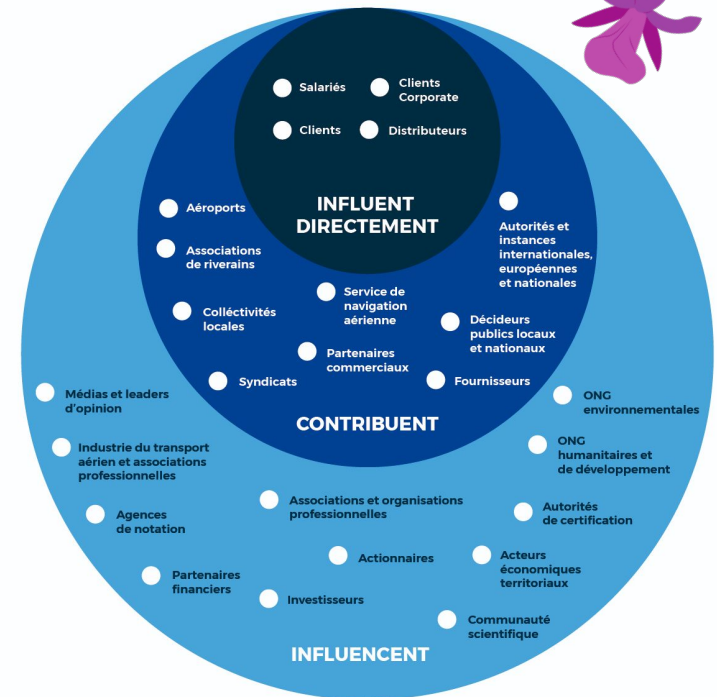 Salariés
Clients
Corporate
Clients
Distributeurs
INFLUENT
DIRECTEMENT
Aéroports
Autorités et
instances
internationales,
européennes
et nationales
Associations
de riverains
Service de
navigation
aérienne
Colléctivités
locales
Décideurs
publics locaux
et nationaux
Partenaires
commerciaux
Syndicats
Fournisseurs
CONTRIBUENT
Médias et leaders
d'opinion
ONG
environnementales
Industrie du transport
aérien et associations
professionnelles
ONG
humanitaires et
de développement
Associations et organisations
professionnelles
Agences
de notation
Autorités
de certification
Actionnaires
Acteurs
économiques
territoriaux
Partenaires
financiers
Investisseurs
Communauté
scientifique
INFLUENCENT